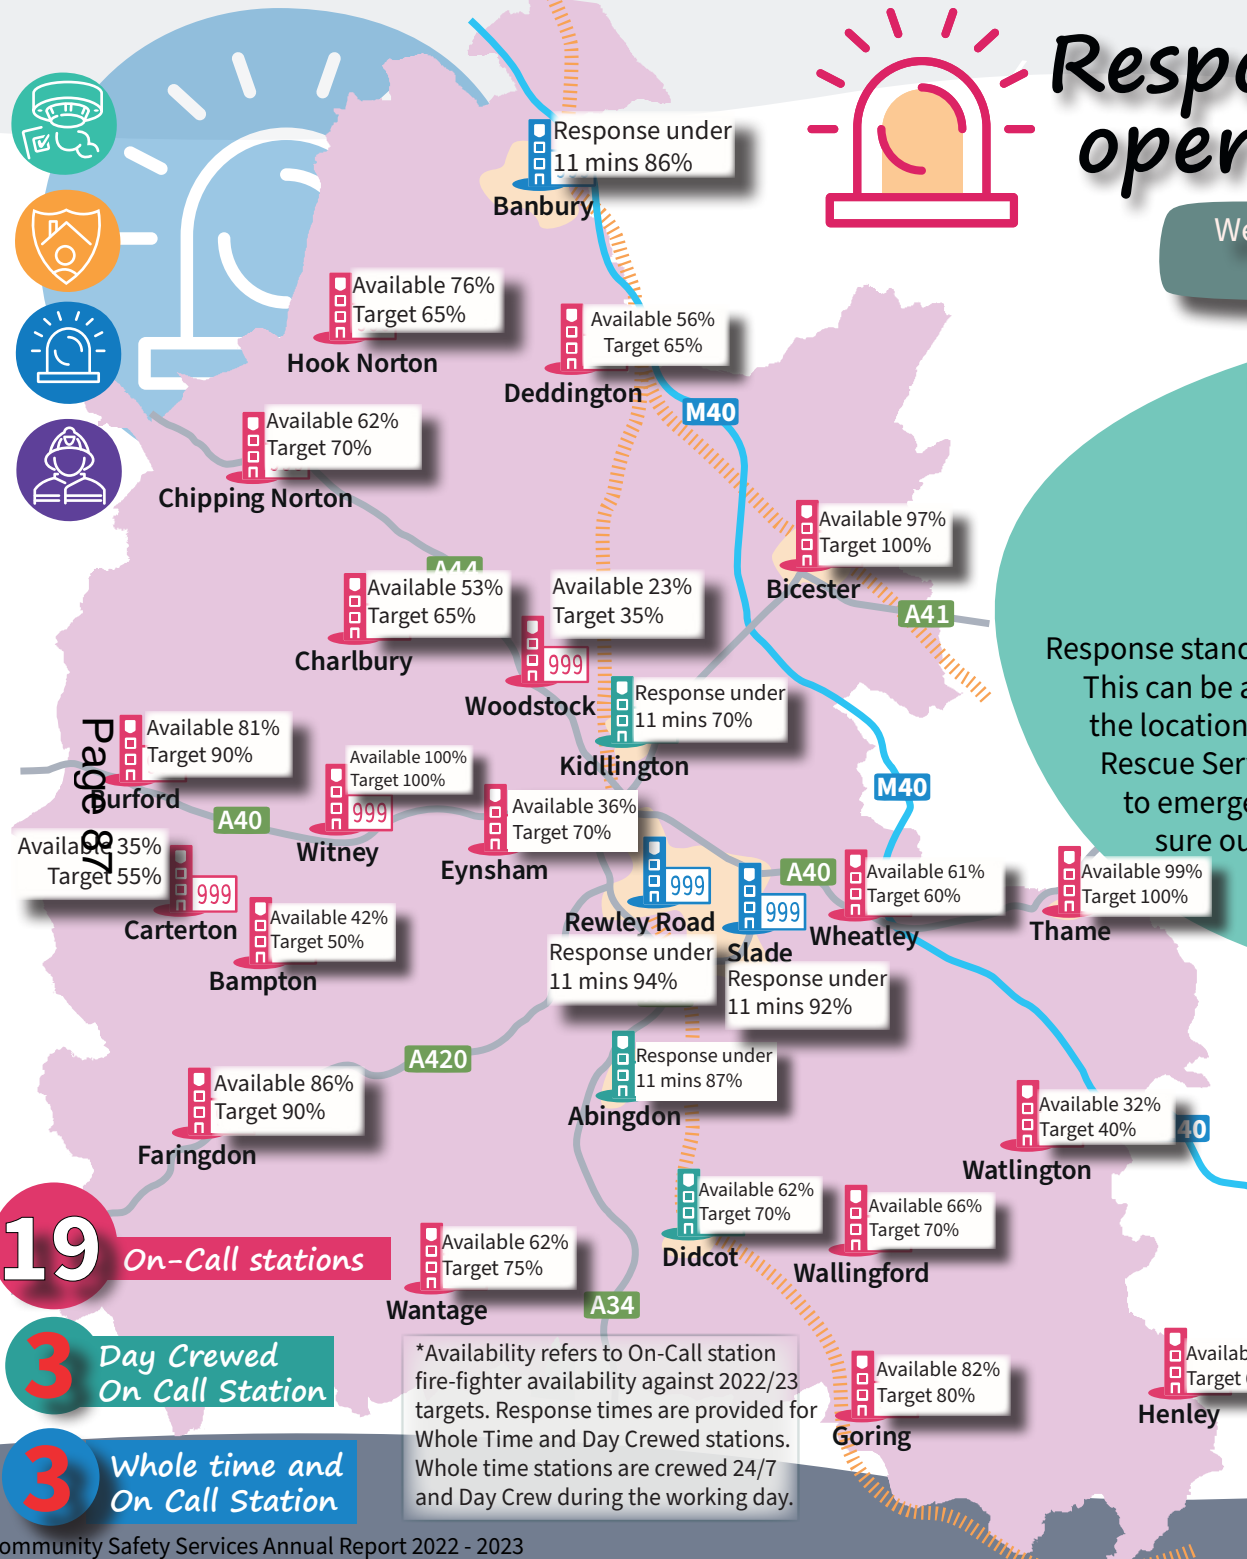 Respo
oper
We
Response under
11 mins 86%
Banbury
Available 76%
Target 65%
Hook Norton
Available 56%
Target 65%
Deddington
M40
Available 62%
Target 70%
Chipping Norton
Available 97%
Target 100%
Bicester
A44
A41
Available 53%
Target 65%
Charlbury
Available 23%
Target 35%
999
Woodstock
Response under
11 mins 70%
Kidllington
Response stand
This can be a
the location
Rescue Serv
to emerge
sure ou
Available 81%
Target 90%
Burford
Page 87
A40
Available 100%
Target 100%
999
Witney
Available 36%
Target 70%
Eynsham
M40
Available 35%
Target 55%
999
Carterton
Available 42%
Target 50%
Bampton
999
Rewley Road
Response under
11 mins 94%
999
Slade
Response under
11 mins 92%
A40
Available 61%
Target 60%
Wheatley
Available 99%
Target 100%
Thame
A420
Response under
11 mins 87%
Abingdon
Available 86%
Target 90%
Faringdon
Available 32%
Target 40%
Watlington
40
Available 62%
Target 70%
Didcot
Available 66%
Target 70%
Wallingford
Available 62%
Target 75%
Wantage
A34
Available 82%
Target 80%
Goring
Availab
Target
Henley
19 On-Call stations
3 Day Crewed
On Call Station
3 Whole time and
On Call Station
*Availability refers to On-Call station
fire-fighter availability against 2022/23
targets. Response times are provided for
Whole Time and Day Crewed stations.
Whole time stations are crewed 24/7
and Day Crew during the working day.
ommunity Safety Services Annual Report 2022 - 2023